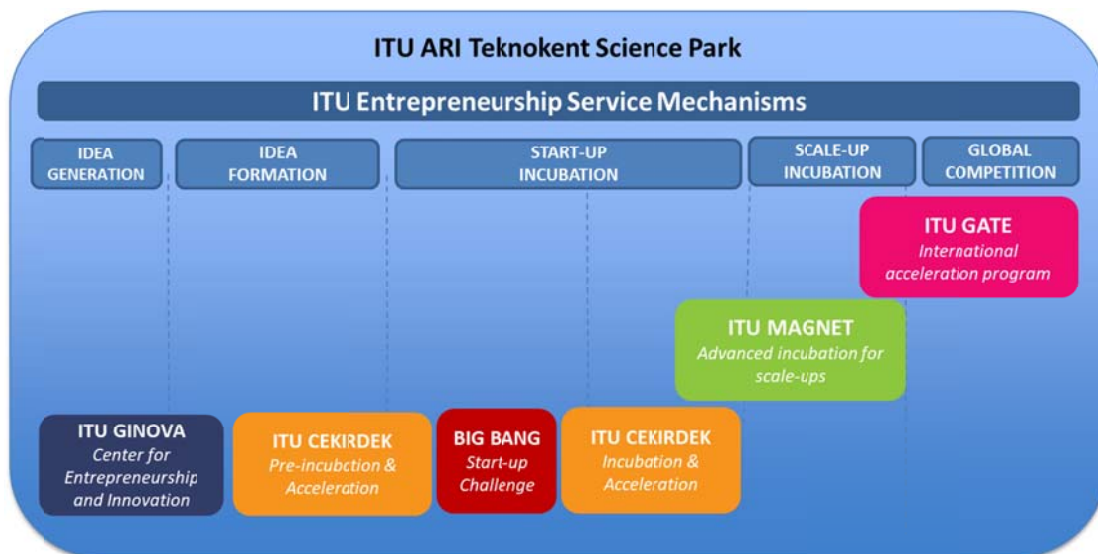 ITU ARI Teknokent Science Park
ITU Entrepreneurship Service Mechanisms
IDEA
GENERATION
IDEA
FORMATION
START-UP
INCUBATION
SCALE-UP
INCUBATION
GLOBAL
COMPETITION
ITU GATE
International
acceleration program
ITU MAGNET
Advanced incubation for
scale-ups
ITU GINOVA
Center for
Entrepreneurship
and Innovation
ITU CEKIRDEK
Pre-incubation &
Acceleration
BIG BANG
Start-up
Challenge
ITU CEKIRDEK
Incubation &
Acceleration